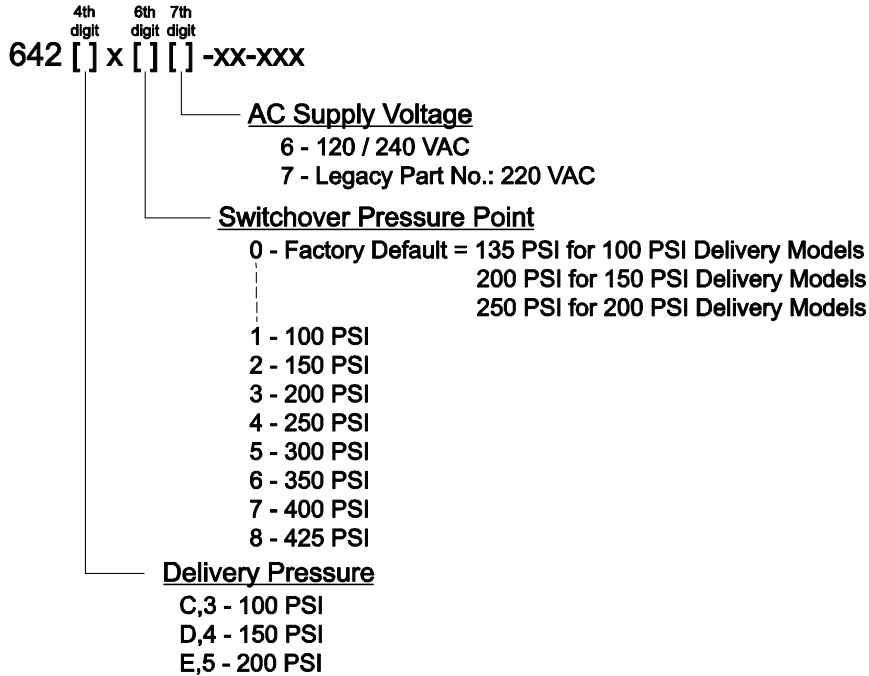 4th 6th 7th
digit digit digit
642 [ ] x [ ] [ ] -xx-xxx
AC Supply Voltage
6 - 120 / 240 VAC
7 - Legacy Part No.: 220 VAC
Switchover Pressure Point
0 - Factory Default = 135 PSI for 100 PSI Delivery Models
200 PSI for 150 PSI Delivery Models
250 PSI for 200 PSI Delivery Models
1 - 100 PSI
2 - 150 PSI
3 - 200 PSI
4 - 250 PSI
5 - 300 PSI
6 - 350 PSI
7 - 400 PSI
8 - 425 PSI
Delivery Pressure
C,3 - 100 PSI
D,4 - 150 PSI
E,5 - 200 PSI